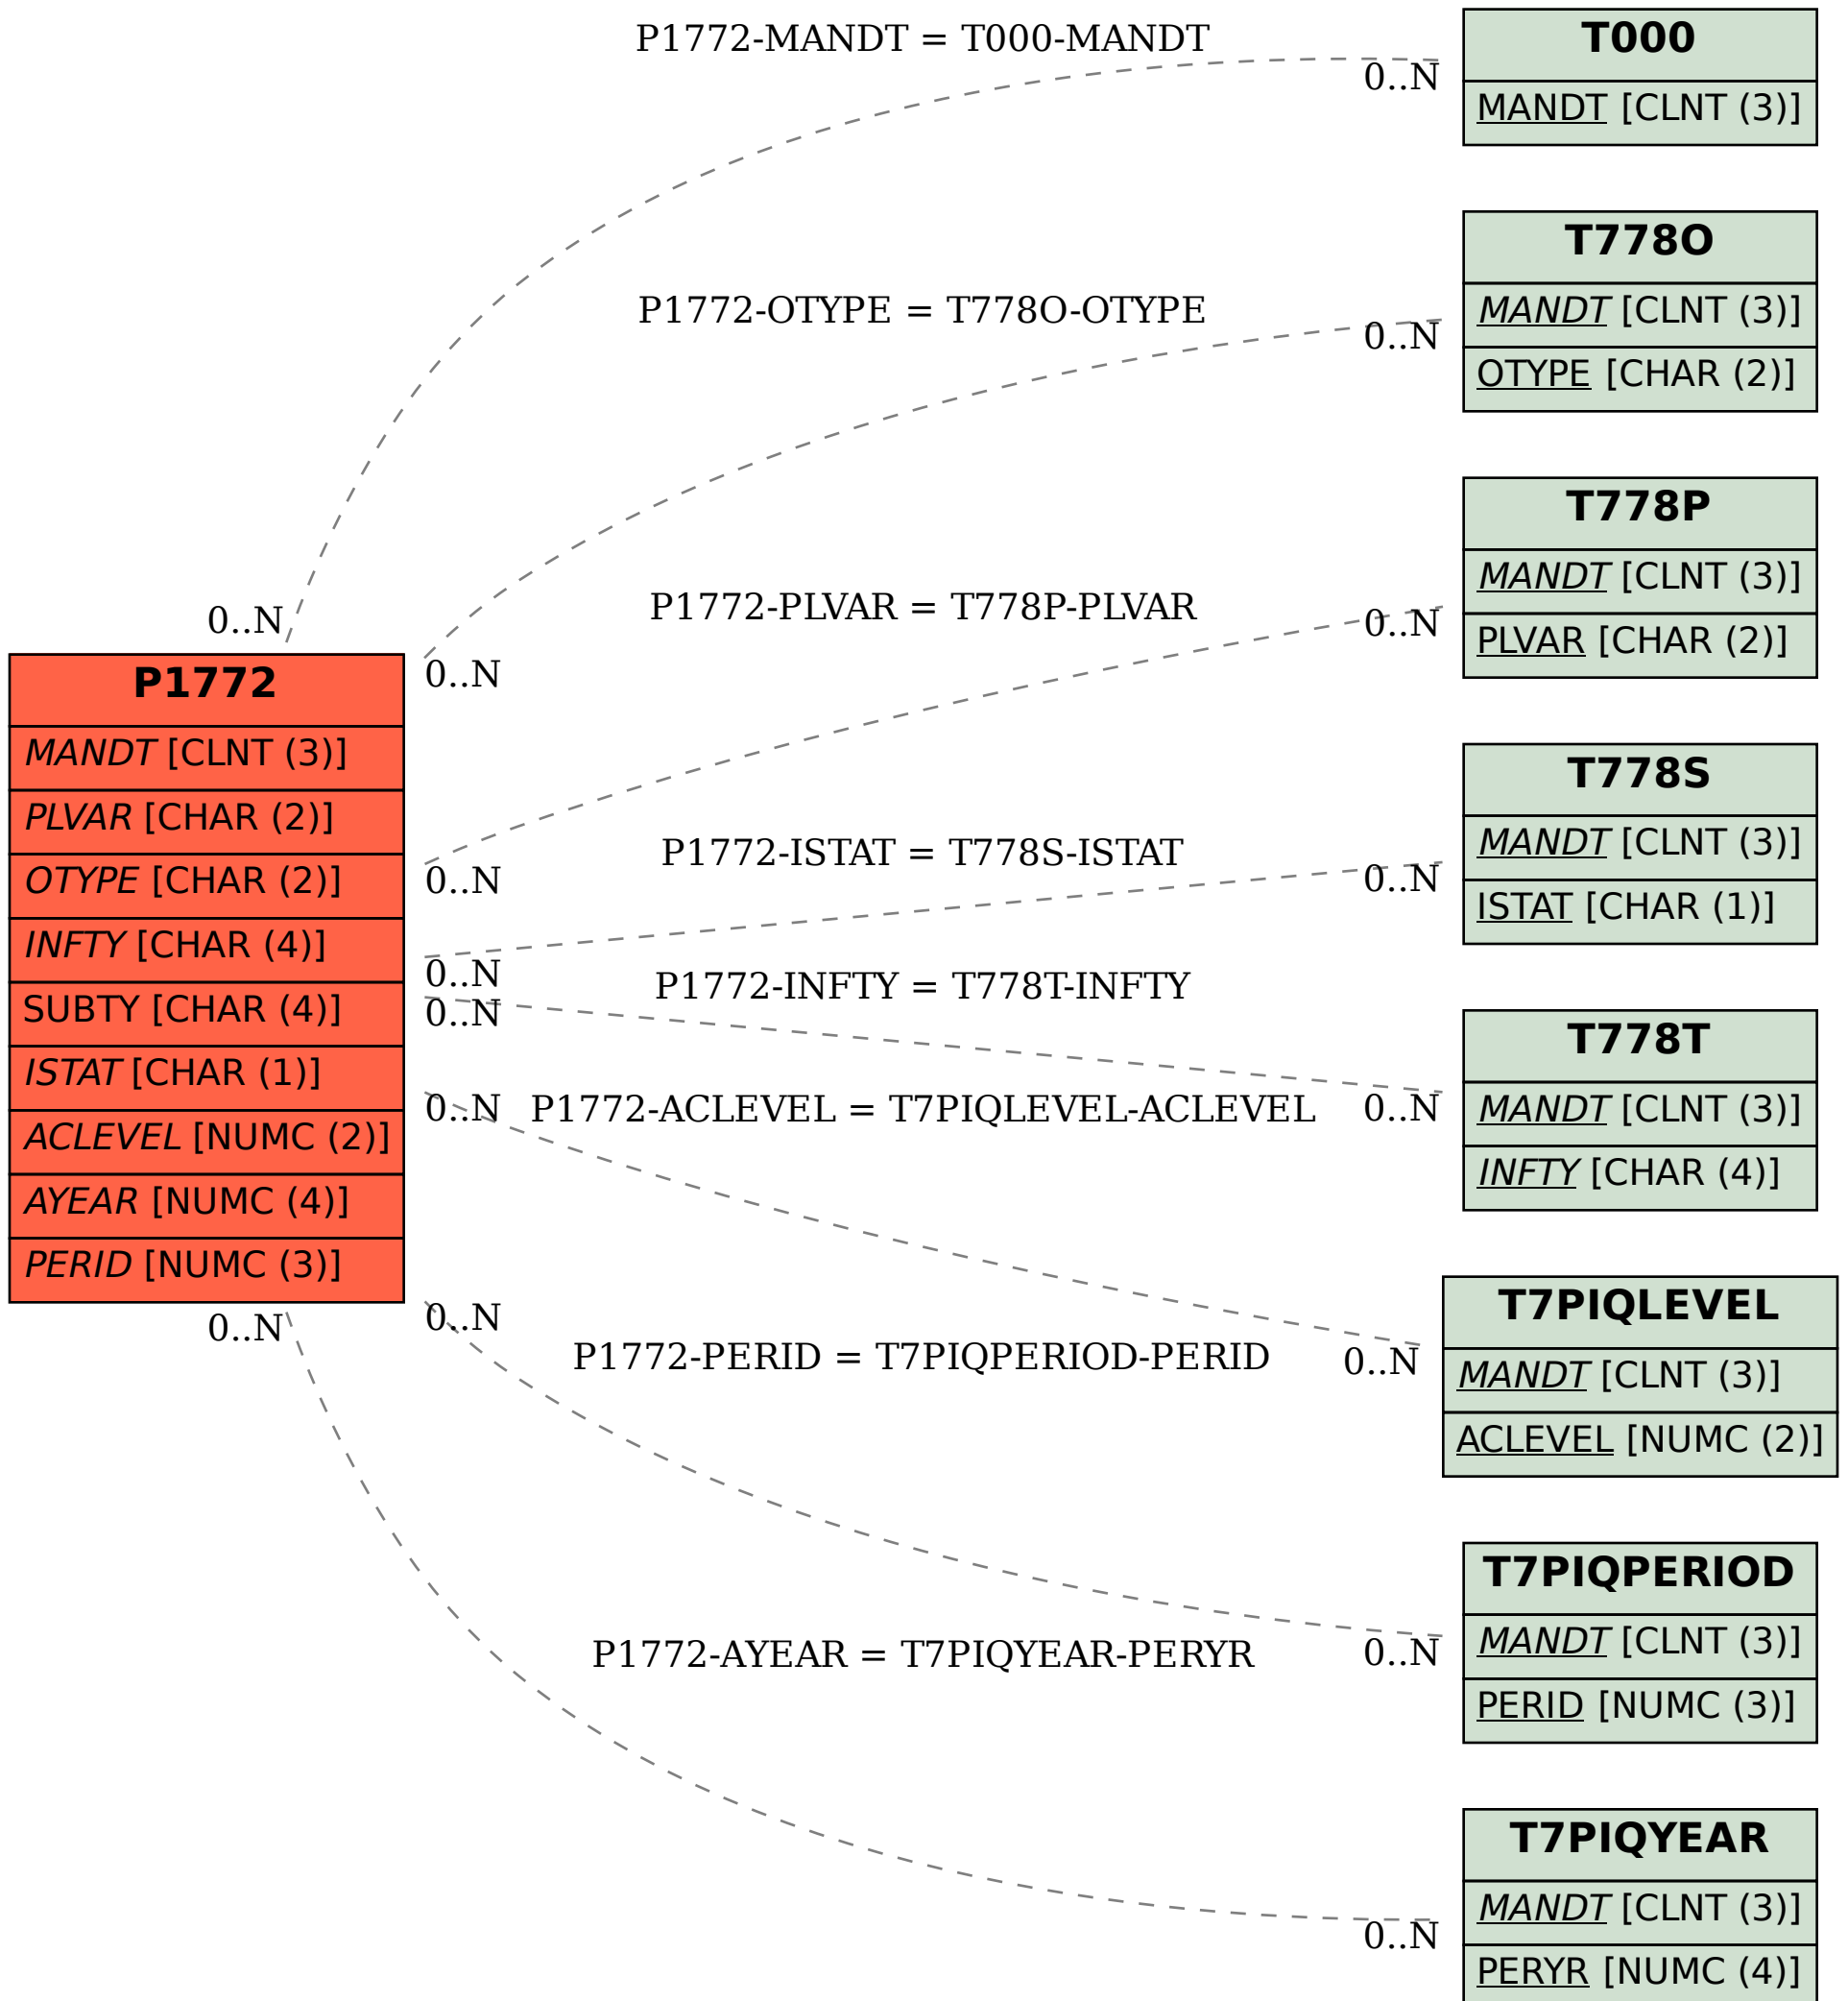 P1772-MANDT = T000-MANDT
0..N
0..N
T000
MANDT [CLNT (3)]
P1772-OTYPE = T778O-OTYPE
0..N
0..N
T778O
MANDT [CLNT (3)]
OTYPE [CHAR (2)]
P1772-PLVAR = T778P-PLVAR
0..N
0..N
T778P
MANDT [CLNT (3)]
PLVAR [CHAR (2)]
P1772
MANDT [CLNT (3)]
PLVAR [CHAR (2)]
OTYPE [CHAR (2)]
INFTY [CHAR (4)]
SUBTY [CHAR (4)]
ISTAT [CHAR (1)]
ACLEVEL [NUMC (2)]
AYEAR [NUMC (4)]
PERID [NUMC (3)]
P1772-ISTAT = T778S-ISTAT
0..N
0..N
T778S
MANDT [CLNT (3)]
ISTAT [CHAR (1)]
P1772-INFTY = T778T-INFTY
0..N
0..N
T778T
MANDT [CLNT (3)]
INFTY [CHAR (4)]
P1772-ACLEVEL = T7PIQLEVEL-ACLEVEL
0..N
0..N
T7PIQLEVEL
MANDT [CLNT (3)]
ACLEVEL [NUMC (2)]
P1772-PERID = T7PIQPERIOD-PERID
0..N
0..N
T7PIQPERIOD
MANDT [CLNT (3)]
PERID [NUMC (3)]
P1772-AYEAR = T7PIQYEAR-PERYR
0..N
0..N
T7PIQYEAR
MANDT [CLNT (3)]
PERYR [NUMC (4)]